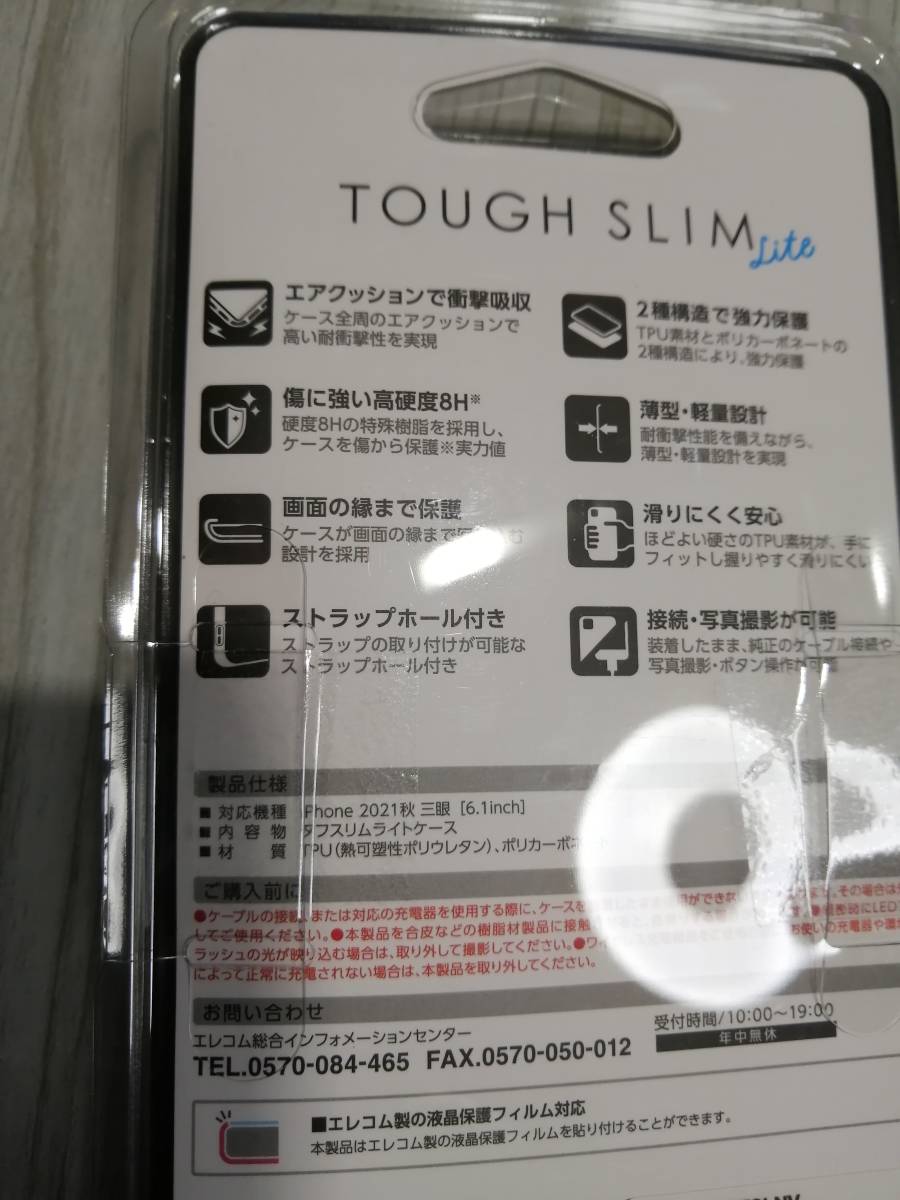 TOUGH SLIM Lite
エアクッションで衝撃吸収
ケース全周のエアクッションで
高い耐衝撃性を実現
2種構造で強力保護
TPU素材とポリカーボネートの
2種構造により、強力保護
傷に強い高硬度8H※
硬度8Hの特殊樹脂を採用し、
ケースを傷から保護※実力値
薄型・軽量設計
耐衝撃性能を備えながら、
薄型・軽量設計を実現
画面の縁まで保護
ケースが画面の縁まで
設計を採用
滑りにくく安心
ほどよい硬さのTPU素材が、手に
フィットし握りやすく滑りにくい
ストラップホール付き
ストラップの取り付けが可能な
ストラップホール付き
接続・写真撮影が可能
装着したまま、純正のケーブル接続や
写真撮影・ボタン操作が可能
製品仕様
■対応機種 iPhone 2021秋 三眼 [6.1inch]
■内容物 タフスリムライトケース
■材質 TPU(熱可塑性ポリウレタン)、ポリカーボネ
ご購入前に
●ケーブルの接続、または対応の充電器を使用する際に、ケースを その場合は
してご使用ください。●本製品を合皮などの樹脂材製品に接触 LED
ラッシュの光が映り込む場合は、取り外して撮影してください。●ワ お使いの充電器や環
によって正常に充電されない場合は、本製品を取り外してください。
お問い合わせ
エレコム総合インフォメーションセンター
TEL.0570-084-465 FAX.0570-050-012
受付時間/10:00~19:00
年中無休
■エレコム製の液晶保護フィルム対応
本製品はエレコム製の液晶保護フィルムを貼り付けることができます。